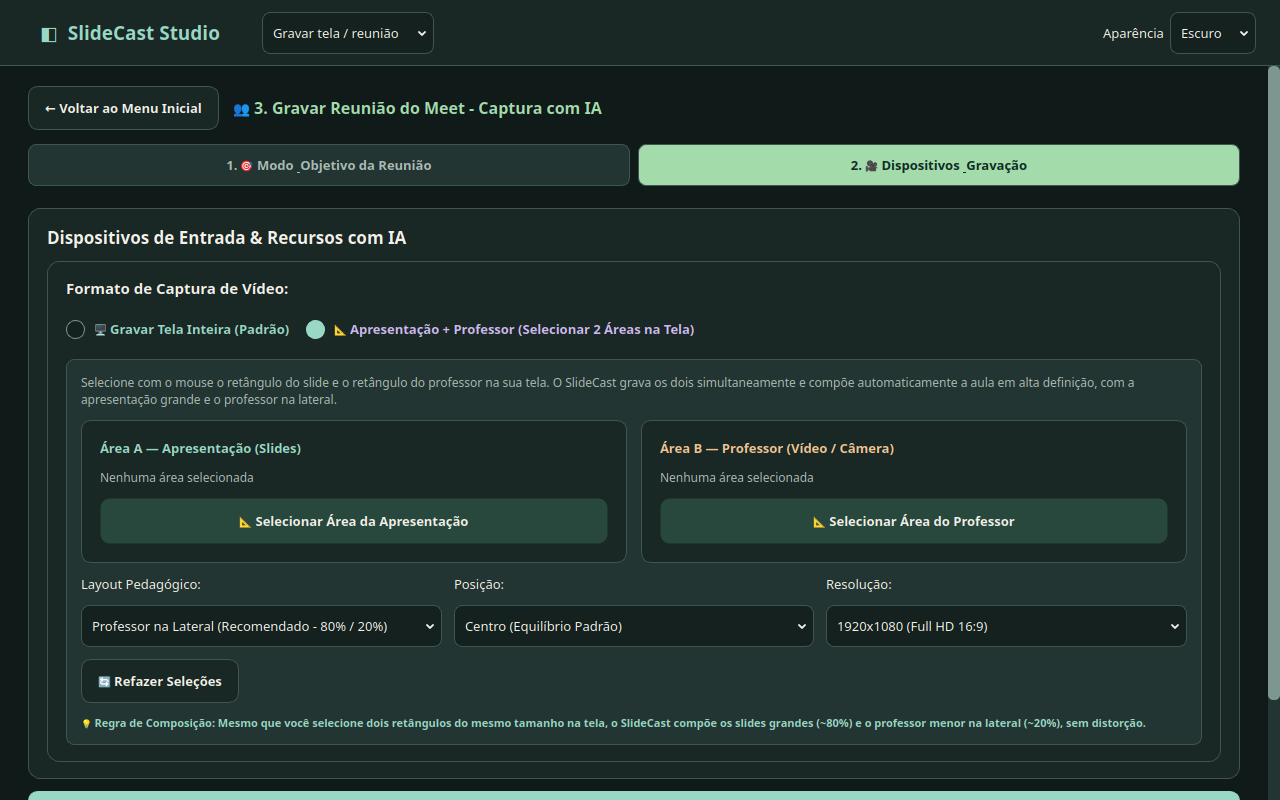 SlideCast Studio
Gravar tela / reunião
Aparência
Escuro
← Voltar ao Menu Inicial
3. Gravar Reunião do Meet - Captura com IA
1. 🎯 Modo _Objetivo da Reunião
2. 🎥 Dispositivos _Gravação
Dispositivos de Entrada & Recursos com IA
Formato de Captura de Vídeo:
Gravar Tela Inteira (Padrão)
Apresentação + Professor (Selecionar 2 Áreas na Tela)
Selecione com o mouse o retângulo do slide e o retângulo do professor na sua tela. O SlideCast grava os dois simultaneamente e compõe automaticamente a aula em alta definição, com a
apresentação grande e o professor na lateral.
Área A — Apresentação (Slides)
Nenhuma área selecionada
Selecionar Área da Apresentação
Área B — Professor (Vídeo / Câmera)
Nenhuma área selecionada
Selecionar Área do Professor
Layout Pedagógico:
Posição:
Resolução:
Professor na Lateral (Recomendado - 80% / 20%)
Centro (Equilíbrio Padrão)
1920x1080 (Full HD 16:9)
Refazer Seleções
Regra de Composição: Mesmo que você selecione dois retângulos do mesmo tamanho na tela, o SlideCast compõe os slides grandes (~80%) e o professor menor na lateral (~20%), sem distorção.